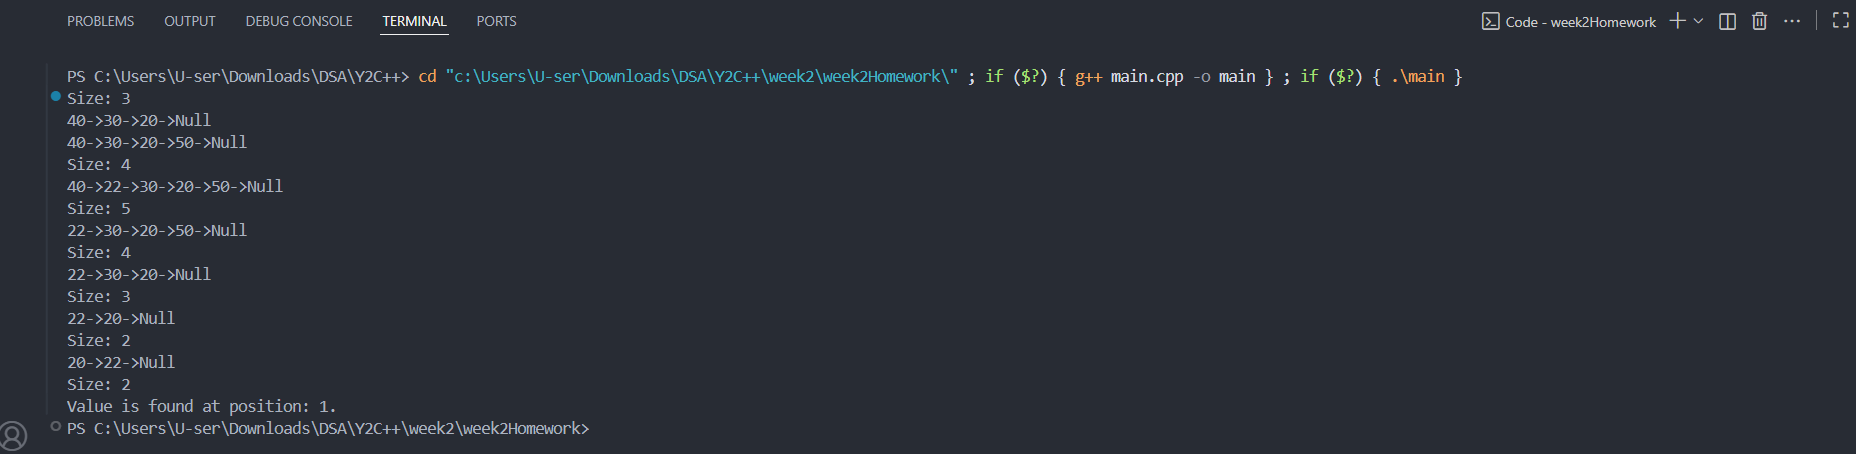 PROBLEMS OUTPUT DEBUG CONSOLE TERMINAL PORTS Code - week2Homework
PS C:\Users\U-ser\Downloads\DSA\Y2C++> cd "c:\Users\U-ser\Downloads\DSA\Y2C++\week2\week2Homework\" ; if ($?) { g++ main.cpp -o main } ; if ($?) { .\main }
Size: 3
40->30->20->Null
40->30->20->50->Null
Size: 4
40->22->30->20->50->Null
Size: 5
22->30->20->50->Null
Size: 4
22->30->20->Null
Size: 3
22->20->Null
Size: 2
20->22->Null
Size: 2
Value is found at position: 1.
PS C:\Users\U-ser\Downloads\DSA\Y2C++\week2\week2Homework>